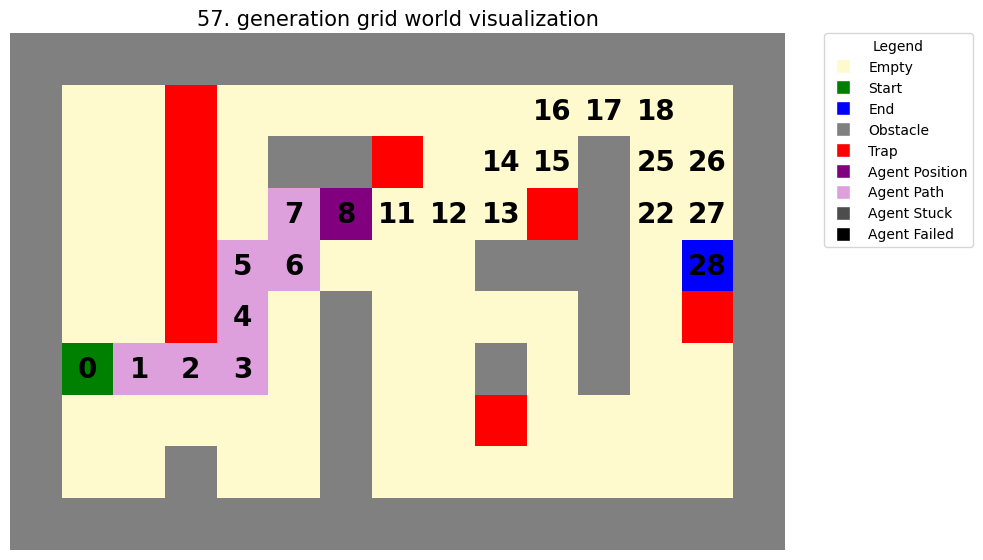 57. generation grid world visualization
16 17 18
14 15 25 26
7 8 11 12 13 22 27
5 6 28
4
0 1 2 3
Legend
Empty
Start
End
Obstacle
Trap
Agent Position
Agent Path
Agent Stuck
Agent Failed